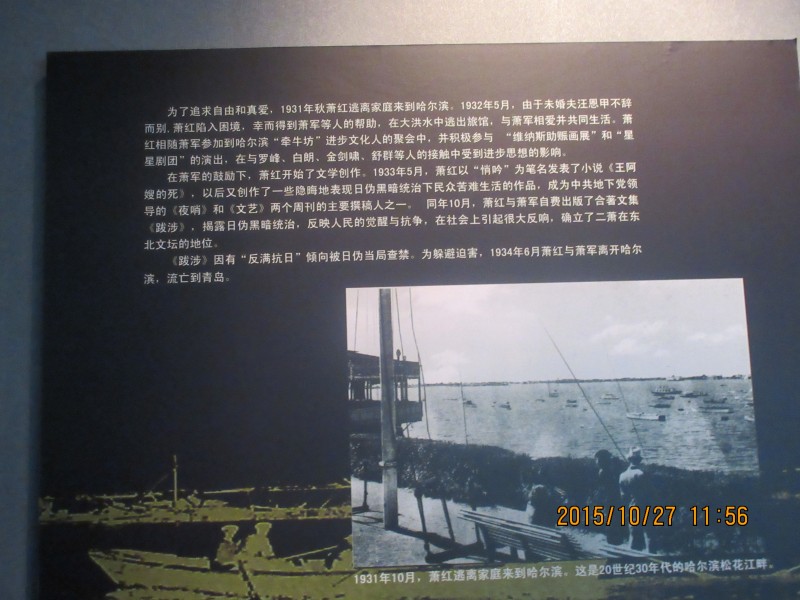 为了追求自由和真爱，1931年秋萧红逃离家庭来到哈尔滨。1932年5月，由于未婚夫汪恩甲不辞
而别，萧红陷入困境，幸而得到萧军等人的帮助，在大洪水中逃出旅馆，与萧军相爱并共同生活。萧
红相随萧军参加到哈尔滨“牵牛坊”进步文化人的聚会中，并积极参与 “维纳斯助赈画展”和“星
星剧团”的演出，在与罗峰、白朗、金剑啸、舒群等人的接触中受到进步思想的影响。
在萧军的鼓励下，萧红开始了文学创作。1933年5月，萧红以“悄吟”为笔名发表了小说《王阿
嫂的死》，以后又创作了一些隐晦地表现日伪黑暗统治下民众苦难生活的作品，成为中共地下党领
导的《夜哨》和《文艺》两个周刊的主要撰稿人之一。 同年10月，萧红与萧军自费出版了合著文集
《跋涉》，揭露日伪黑暗统治，反映人民的觉醒与抗争，在社会上引起很大反响，确立了二萧在东
北文坛的地位。
《跋涉》因有“反满抗日”倾向被日伪当局查禁。为躲避迫害，1934年6月萧红与萧军离开哈尔
滨，流亡到青岛。
2015/10/27 11:56
1931年10月，萧红逃离家庭来到哈尔滨。这是20世纪30年代的哈尔滨松花江畔。